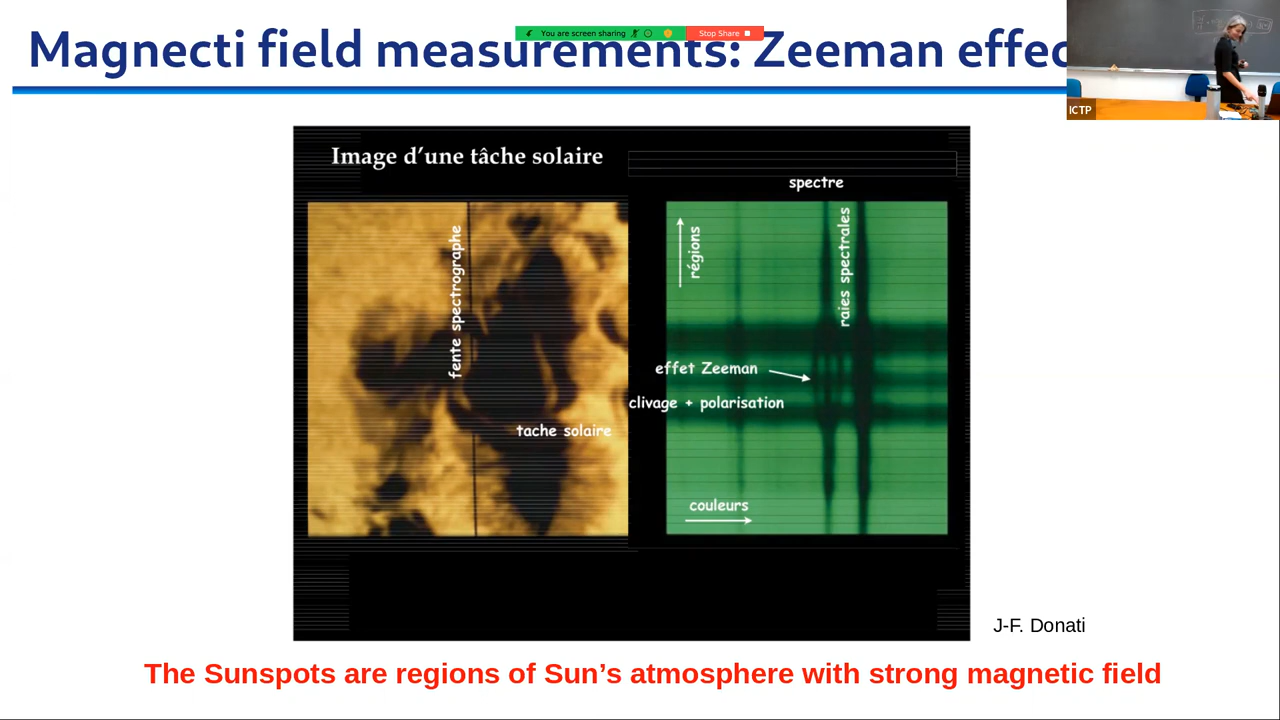 Magnecti field measurements: Zeeman effec
You are screen sharing
Stop Share
ICTP
Image d'une tâche solaire
spectre
fente spectrographe
régions
raies spectrales
effet Zeeman
clivage + polarisation
tache solaire
couleurs
J-F. Donati
The Sunspots are regions of Sun's atmosphere with strong magnetic field